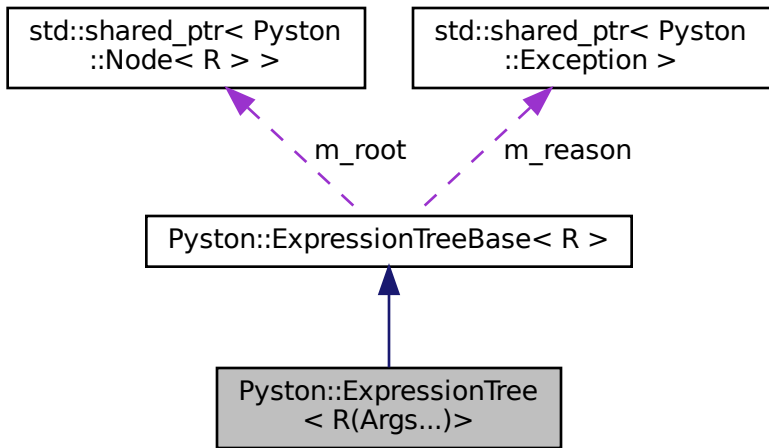 std::shared_ptr< Pyston
::Node< R > >
std::shared_ptr< Pyston
::Exception >
m_root
m_reason
Pyston::ExpressionTreeBase< R >
Pyston::ExpressionTree
< R(Args...)>